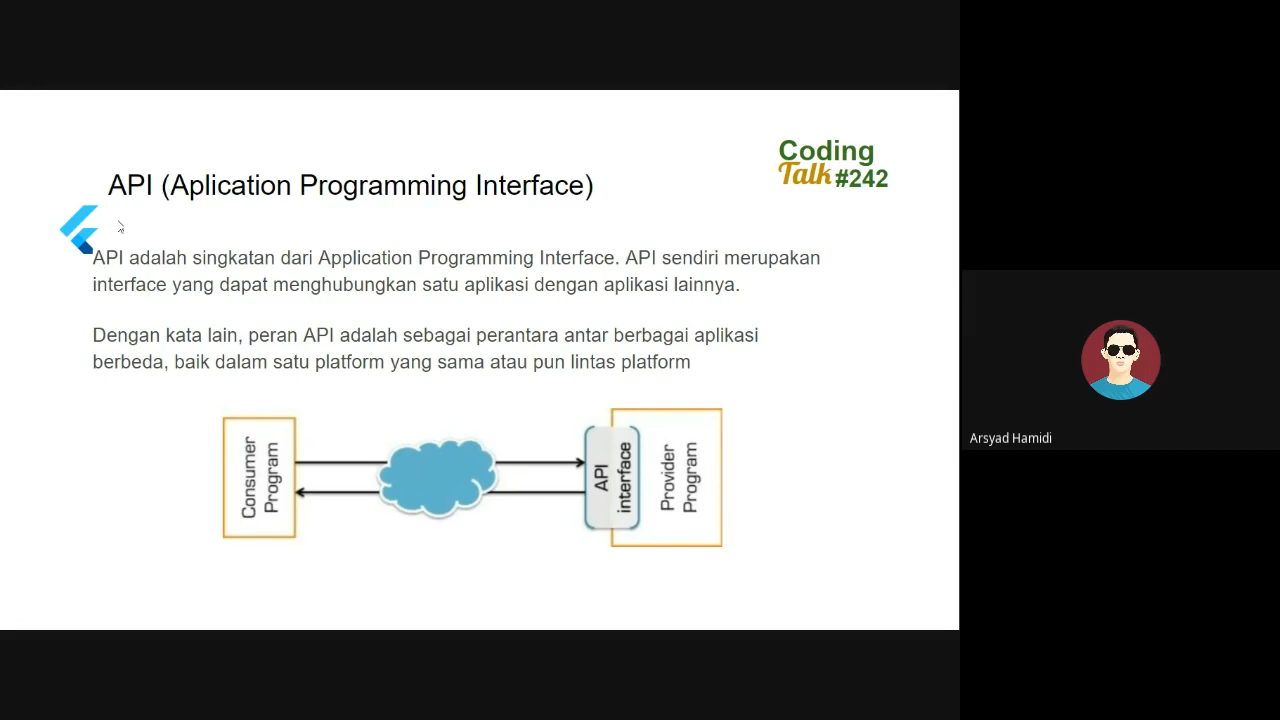 Coding
Talk #242
API (Aplication Programming Interface)
API adalah singkatan dari Application Programming Interface. API sendiri merupakan
interface yang dapat menghubungkan satu aplikasi dengan aplikasi lainnya.
Dengan kata lain, peran API adalah sebagai perantara antar berbagai aplikasi
berbeda, baik dalam satu platform yang sama atau pun lintas platform
Consumer
Program
API
interface
Provider
Program
Arsyad Hamidi